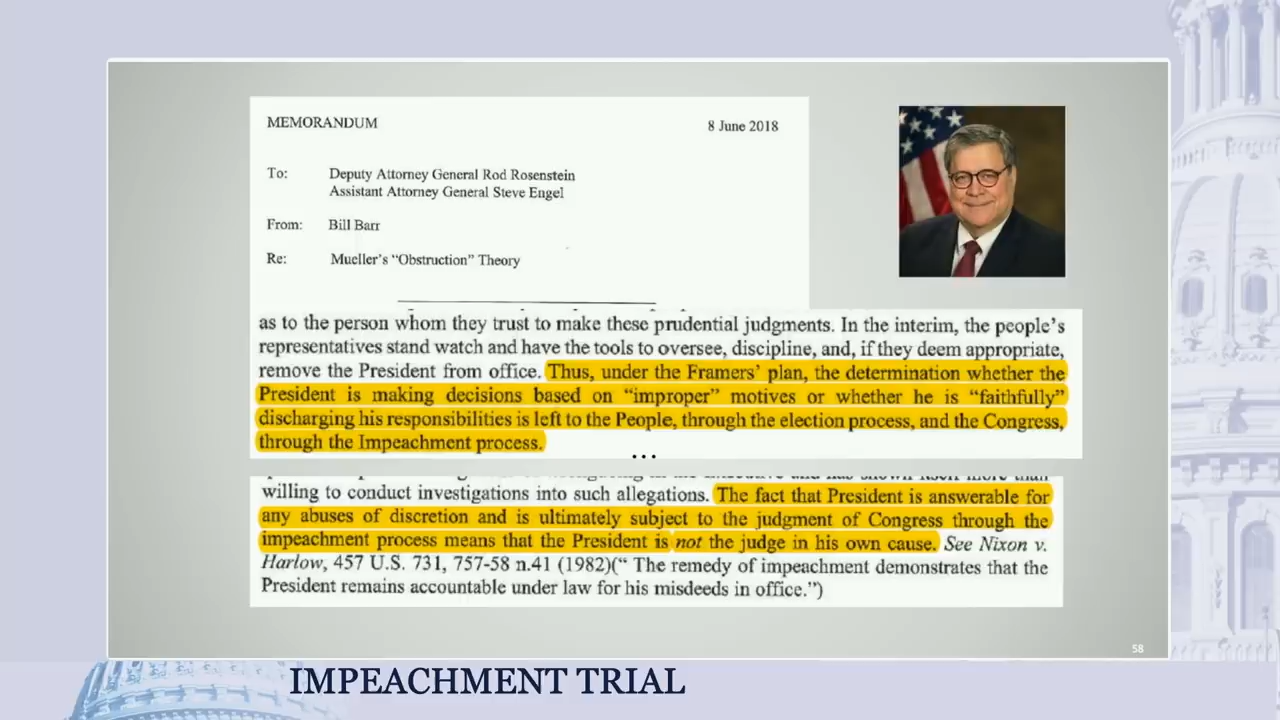 MEMORANDUM
8 June 2018
To: Deputy Attorney General Rod Rosenstein
Assistant Attorney General Steve Engel
From: Bill Barr
Re: Mueller's “Obstruction” Theory
as to the person whom they trust to make these prudential judgments. In the interim, the people's
representatives stand watch and have the tools to oversee, discipline, and, if they deem appropriate,
remove the President from office. Thus, under the Framers' plan, the determination whether the
President is making decisions based on “improper” motives or whether he is “faithfully”
discharging his responsibilities is left to the People, through the election process, and the Congress,
through the Impeachment process.
...
willing to conduct investigations into such allegations. The fact that President is answerable for
any abuses of discretion and is ultimately subject to the judgment of Congress through the
impeachment process means that the President is not the judge in his own cause. See Nixon v.
Harlow, 457 U.S. 731, 757-58 n.41 (1982)(“ The remedy of impeachment demonstrates that the
President remains accountable under law for his misdeeds in office.”)
58
IMPEACHMENT TRIAL